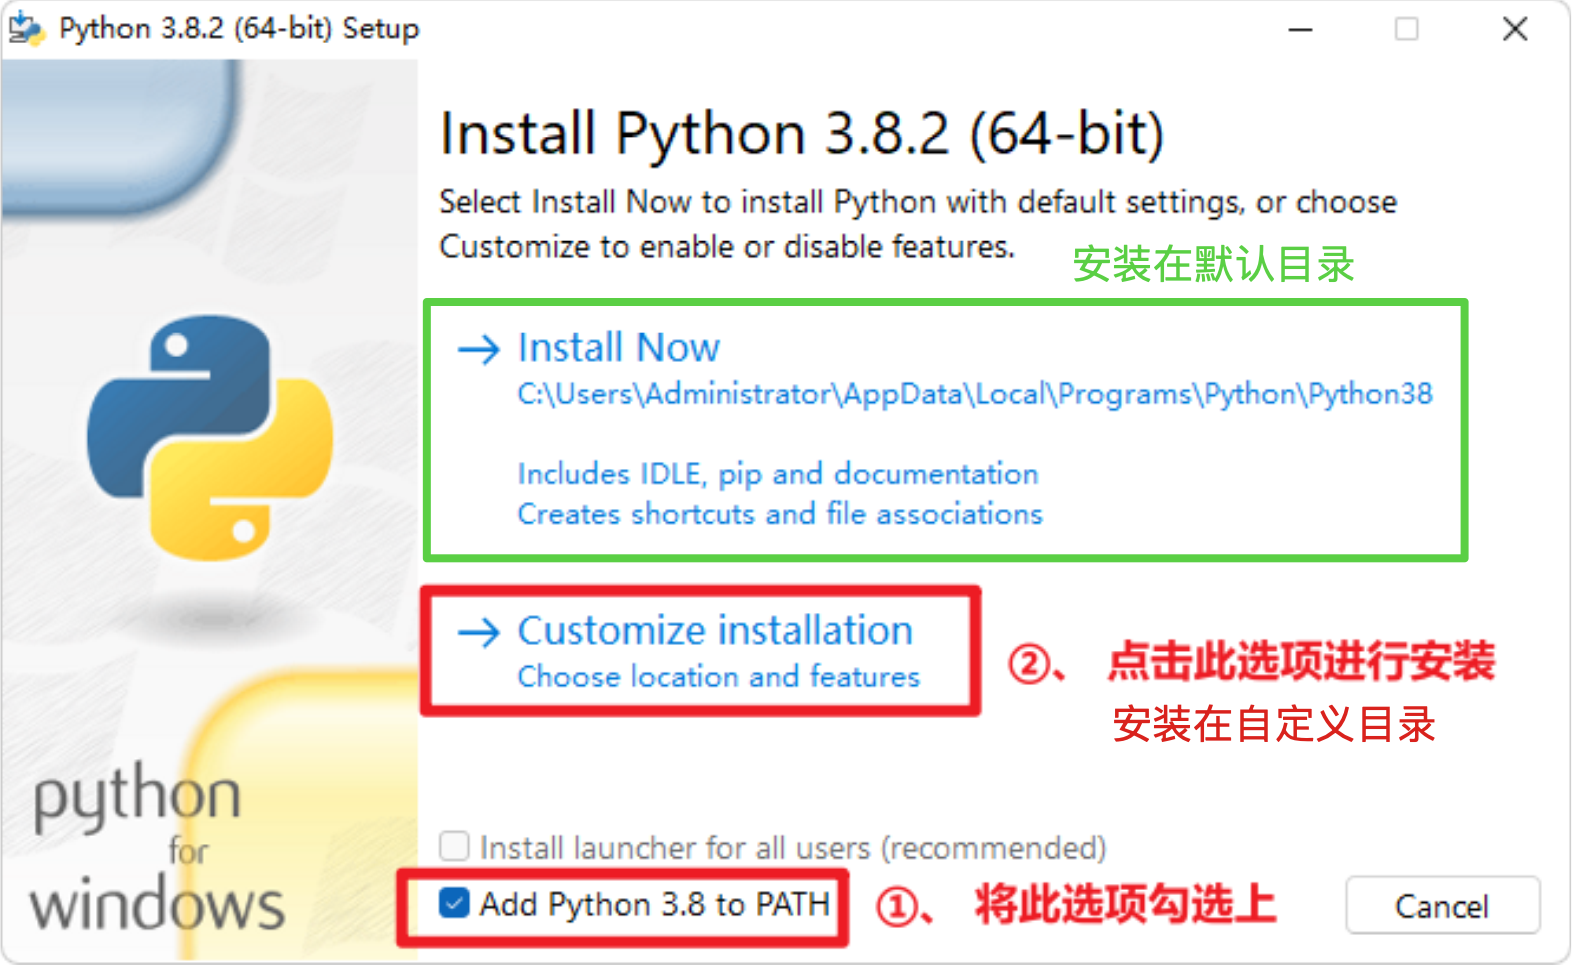 Python 3.8.2 (64-bit) Setup
Install Python 3.8.2 (64-bit)
Select Install Now to install Python with default settings, or choose
Customize to enable or disable features.
安装在默认目录
Install Now
C:\Users\Administrator\AppData\Local\Programs\Python\Python38
Includes IDLE, pip and documentation
Creates shortcuts and file associations
Customize installation
Choose location and features
②、 点击此选项进行安装
安装在自定义目录
python
for
windows
Install launcher for all users (recommended)
Add Python 3.8 to PATH
①、 将此选项勾选上
Cancel